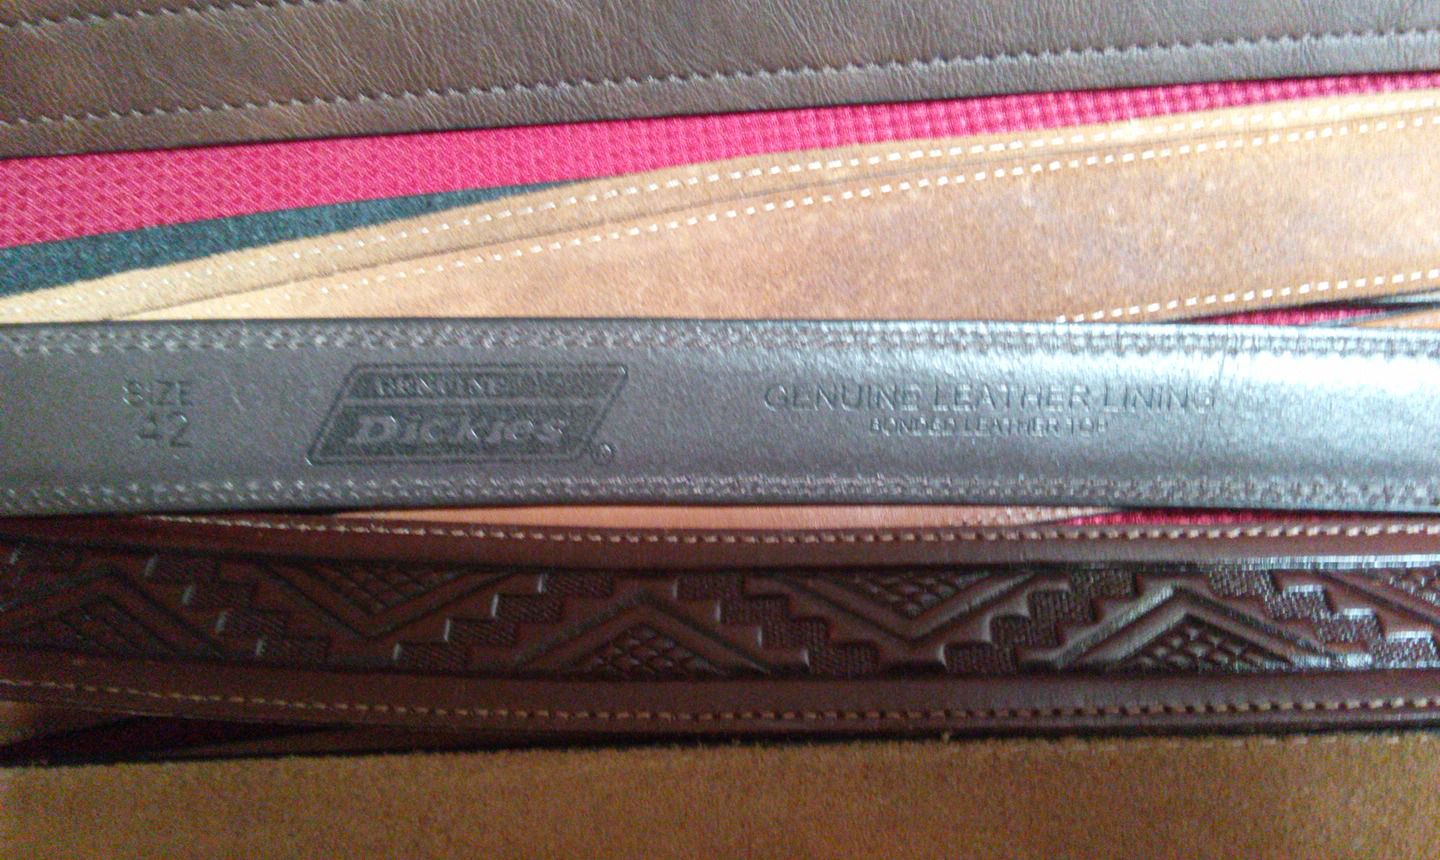 SIZE
42
GENUINE
Dickies
®
GENUINE LEATHER LINING
BONDED LEATHER TOP